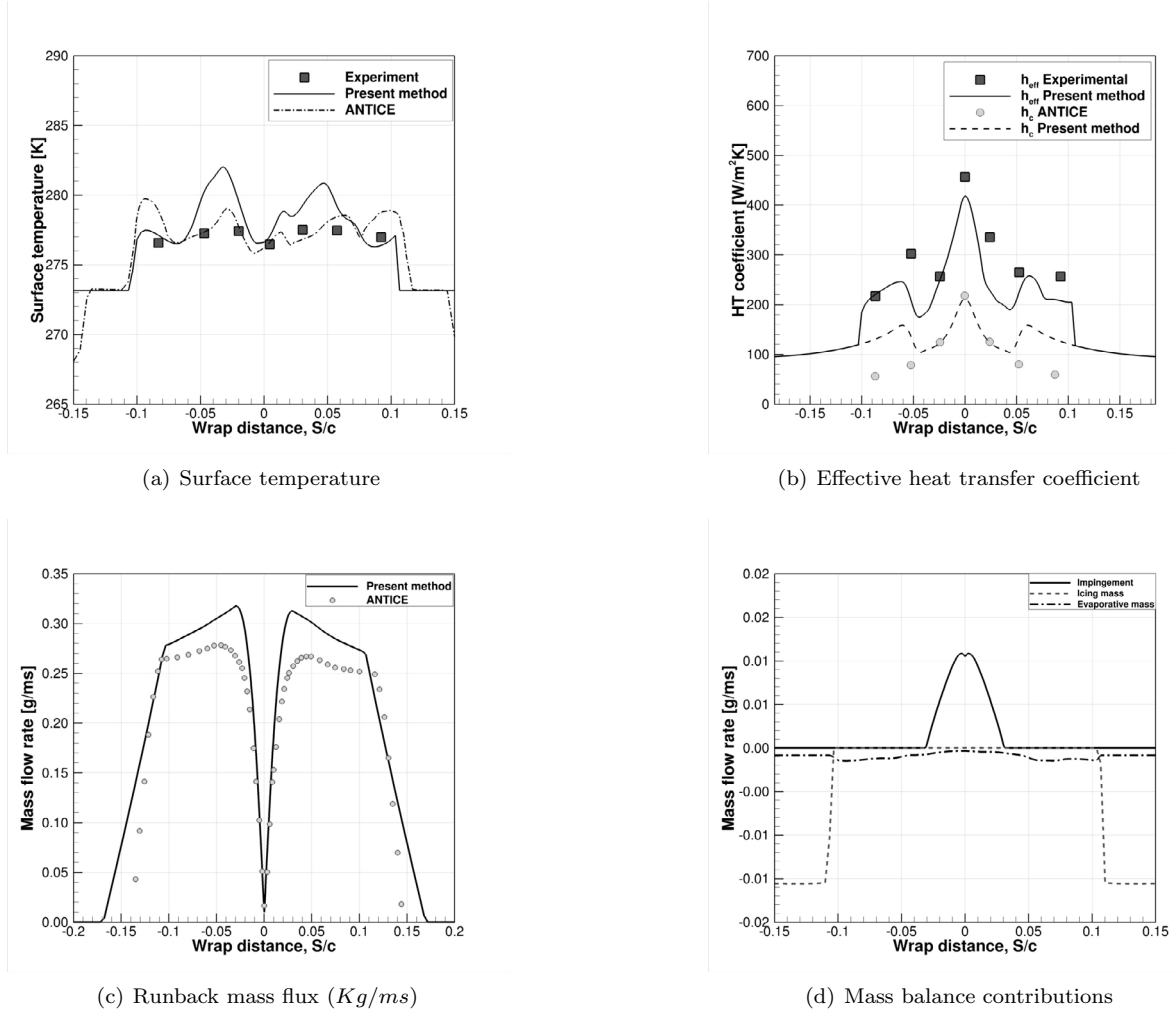 290
285
280
275
270
265
Surface temperature [K]
Experiment
Present method
ANTICE
-0.15
-0.1
-0.05
0
0.05
0.1
0.15
Wrap distance, S/c
(a) Surface temperature
700
600
500
400
300
200
100
0
HT coefficient [W/m²K]
h_eff Experimental
h_eff Present method
h_c ANTICE
h_c Present method
-0.15
-0.1
-0.05
0
0.05
0.1
0.15
Wrap distance, S/c
(b) Effective heat transfer coefficient
0.35
0.30
0.25
0.20
0.15
0.10
0.05
0.00
Mass flow rate [g/ms]
Present method
ANTICE
-0.2
-0.15
-0.1
-0.05
0
0.05
0.1
0.15
0.2
Wrap distance, S/c
(c) Runback mass flux (Kg/ms)
0.02
0.02
0.01
0.01
0.00
-0.00
-0.01
-0.01
-0.02
Mass flow rate [g/ms]
Impingement
Icing mass
Evaporative mass
-0.15
-0.1
-0.05
0
0.05
0.1
0.15
Wrap distance, S/c
(d) Mass balance contributions